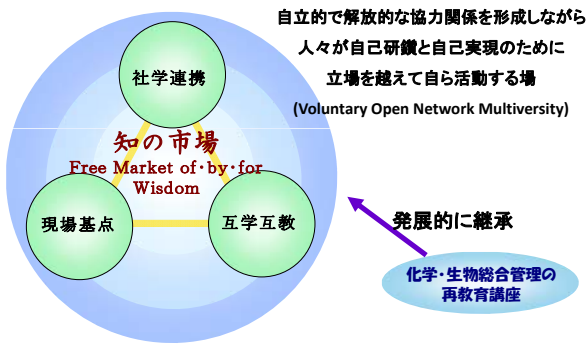 自立的で解放的な協力関係を形成しながら
人々が自己研鑽と自己実現のために
立場を越えて自ら活動する場
(Voluntary Open Network Multiversity)
社学連携
知の市場
Free Market of・by・for
Wisdom
現場基点
互学互教
発展的に継承
化学・生物総合管理の
再教育講座